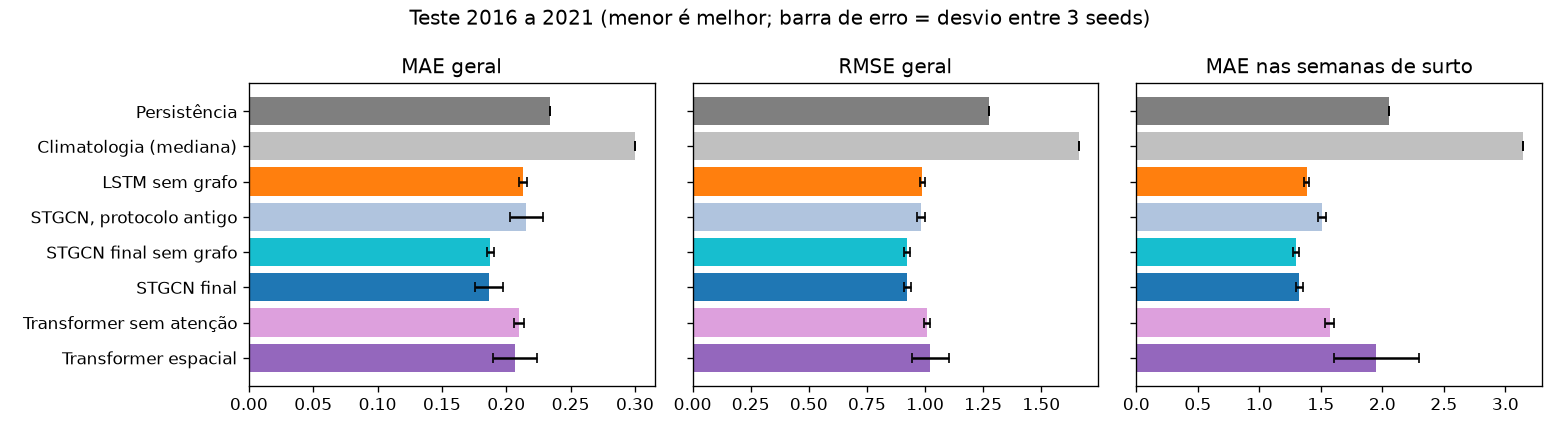 Teste 2016 a 2021 (menor é melhor; barra de erro = desvio entre 3 seeds)
MAE geral
RMSE geral
MAE nas semanas de surto
Persistência
Climatologia (mediana)
LSTM sem grafo
STGCN, protocolo antigo
STGCN final sem grafo
STGCN final
Transformer sem atenção
Transformer espacial
0.00 0.05 0.10 0.15 0.20 0.25 0.30
0.00 0.25 0.50 0.75 1.00 1.25 1.50
0.0 0.5 1.0 1.5 2.0 2.5 3.0